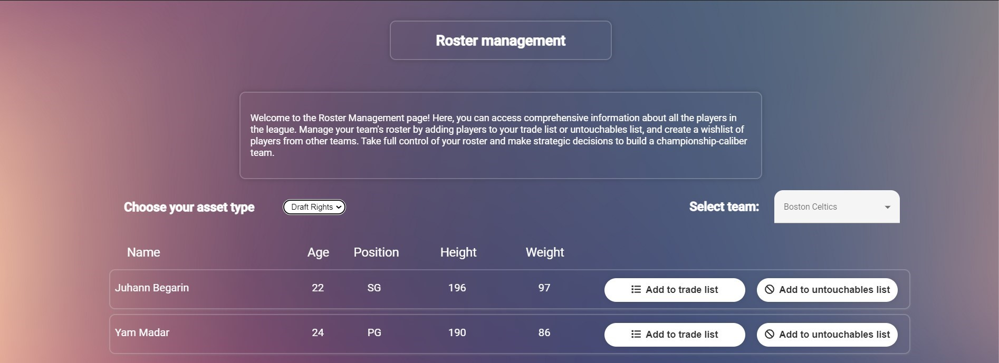 Roster management
Welcome to the Roster Management page! Here, you can access comprehensive information about all the players in
the league. Manage your team's roster by adding players to your trade list or untouchables list, and create a wishlist of
players from other teams. Take full control of your roster and make strategic decisions to build a championship-caliber
team.
Choose your asset type Draft Rights Select team: Boston Celtics
Name Age Position Height Weight
Juhann Begarin 22 SG 196 97 Add to trade list Add to untouchables list
Yam Madar 24 PG 190 86 Add to trade list Add to untouchables list